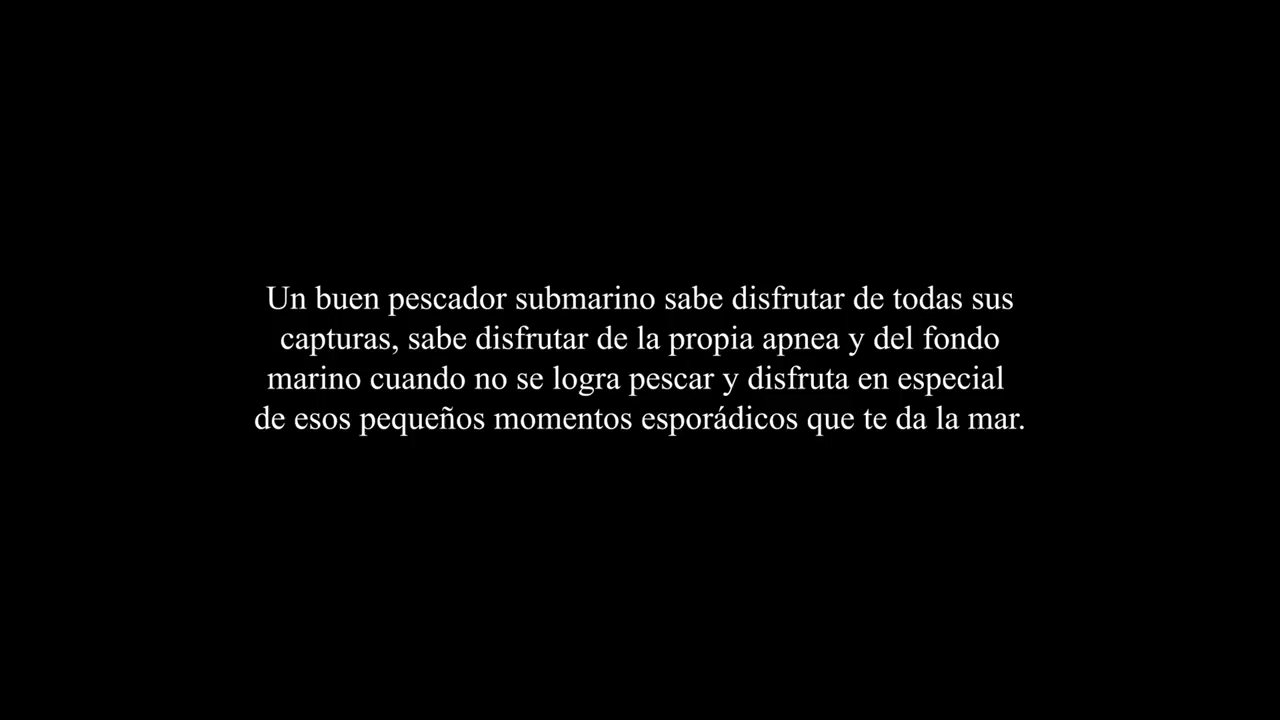 Un buen pescador submarino sabe disfrutar de todas sus
capturas, sabe disfrutar de la propia apnea y del fondo
marino cuando no se logra pescar y disfruta en especial
de esos pequeños momentos esporádicos que te da la mar.